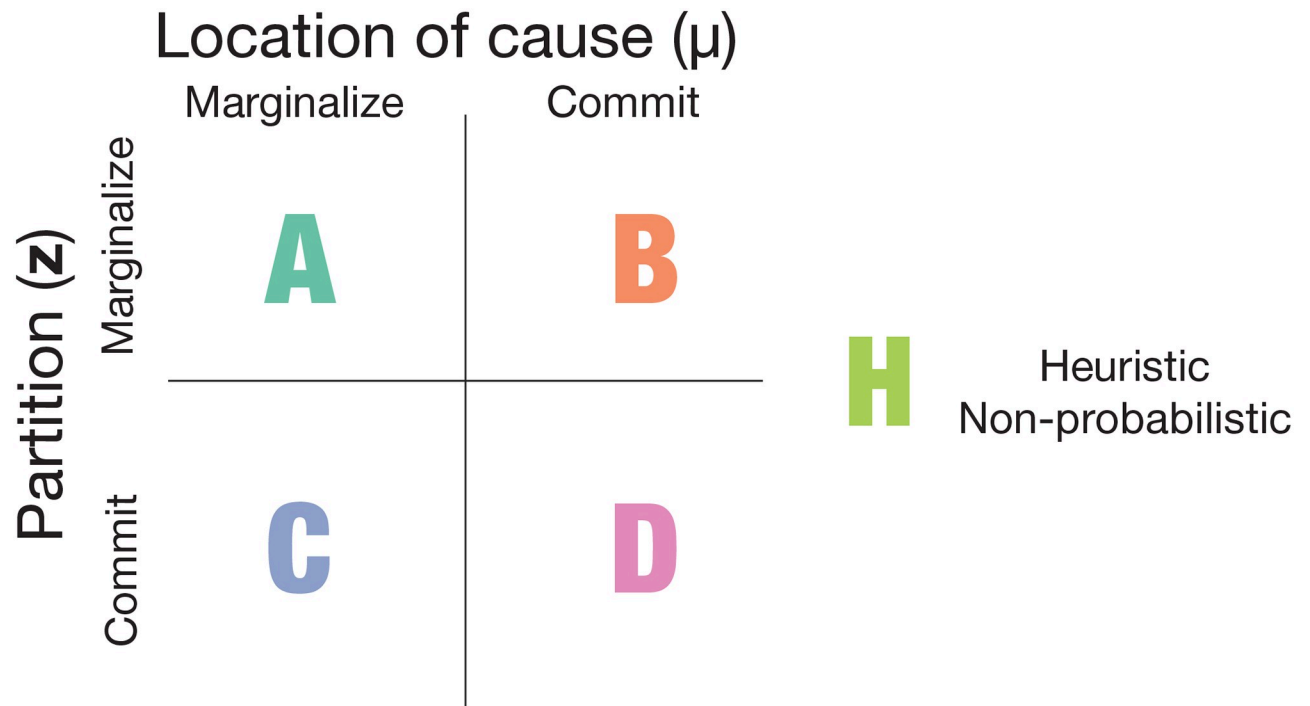 Location of cause (µ)
Marginalize
Commit
Partition (z)
Marginalize
A
B
Commit
C
D
H
Heuristic
Non-probabilistic